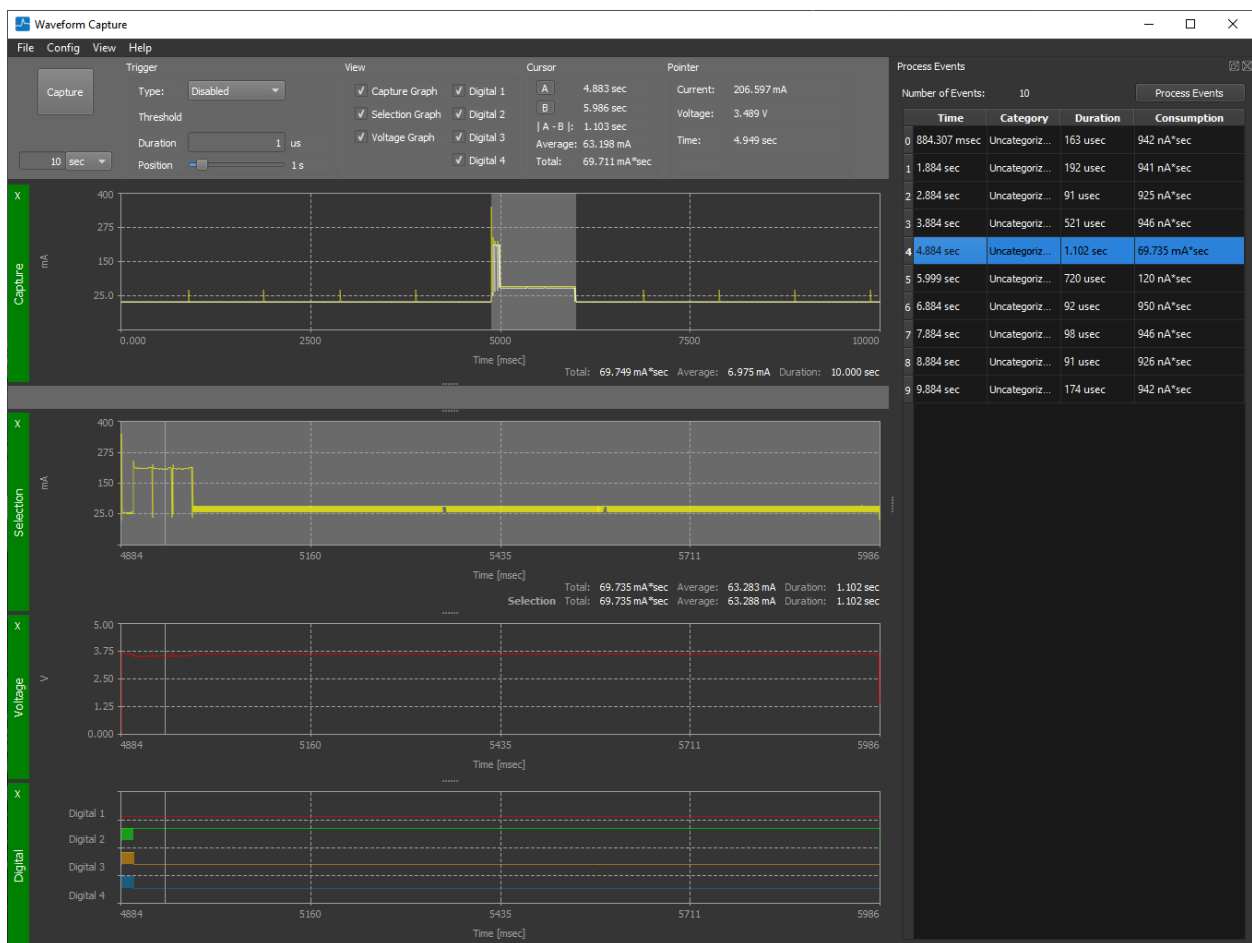 Waveform Capture
File Config View Help
Capture
10 sec
Trigger
Type: Disabled
Threshold
Duration 1 us
Position 1 s
View
Capture Graph Digital 1
Selection Graph Digital 2
Voltage Graph Digital 3
Digital 4
Cursor
A 4.883 sec
B 5.986 sec
| A - B |: 1.103 sec
Average: 63.198 mA
Total: 69.711 mA*sec
Pointer
Current: 206.597 mA
Voltage: 3.489 V
Time: 4.949 sec
X
Capture
mA
400
275
150
25.0
0.000 2500 5000 7500 10000
Time [msec]
Total: 69.749 mA*sec Average: 6.975 mA Duration: 10.000 sec
X
Selection
mA
400
275
150
25.0
4884 5160 5435 5711 5986
Time [msec]
Total: 69.735 mA*sec Average: 63.283 mA Duration: 1.102 sec
Selection Total: 69.735 mA*sec Average: 63.288 mA Duration: 1.102 sec
X
Voltage
V
5.00
3.75
2.50
1.25
0.000
4884 5160 5435 5711 5986
Time [msec]
X
Digital
Digital 1
Digital 2
Digital 3
Digital 4
4884 5160 5435 5711 5986
Time [msec]
Process Events
Number of Events: 10 Process Events
Time Category Duration Consumption
0 884.307 msec Uncategoriz... 163 usec 942 nA*sec
1 1.884 sec Uncategoriz... 192 usec 941 nA*sec
2 2.884 sec Uncategoriz... 91 usec 925 nA*sec
3 3.884 sec Uncategoriz... 521 usec 946 nA*sec
4 4.884 sec Uncategoriz... 1.102 sec 69.735 mA*sec
5 5.999 sec Uncategoriz... 720 usec 120 nA*sec
6 6.884 sec Uncategoriz... 92 usec 950 nA*sec
7 7.884 sec Uncategoriz... 98 usec 946 nA*sec
8 8.884 sec Uncategoriz... 91 usec 926 nA*sec
9 9.884 sec Uncategoriz... 174 usec 942 nA*sec